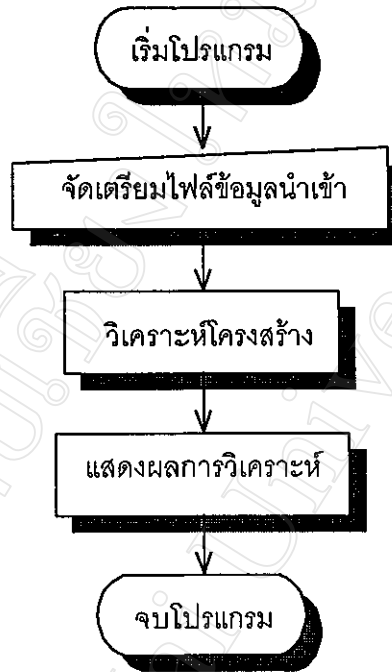 เริ่มโปรแกรม
จัดเตรียมไฟล์ข้อมูลนำเข้า
วิเคราะห์โครงสร้าง
แสดงผลการวิเคราะห์
จบโปรแกรม